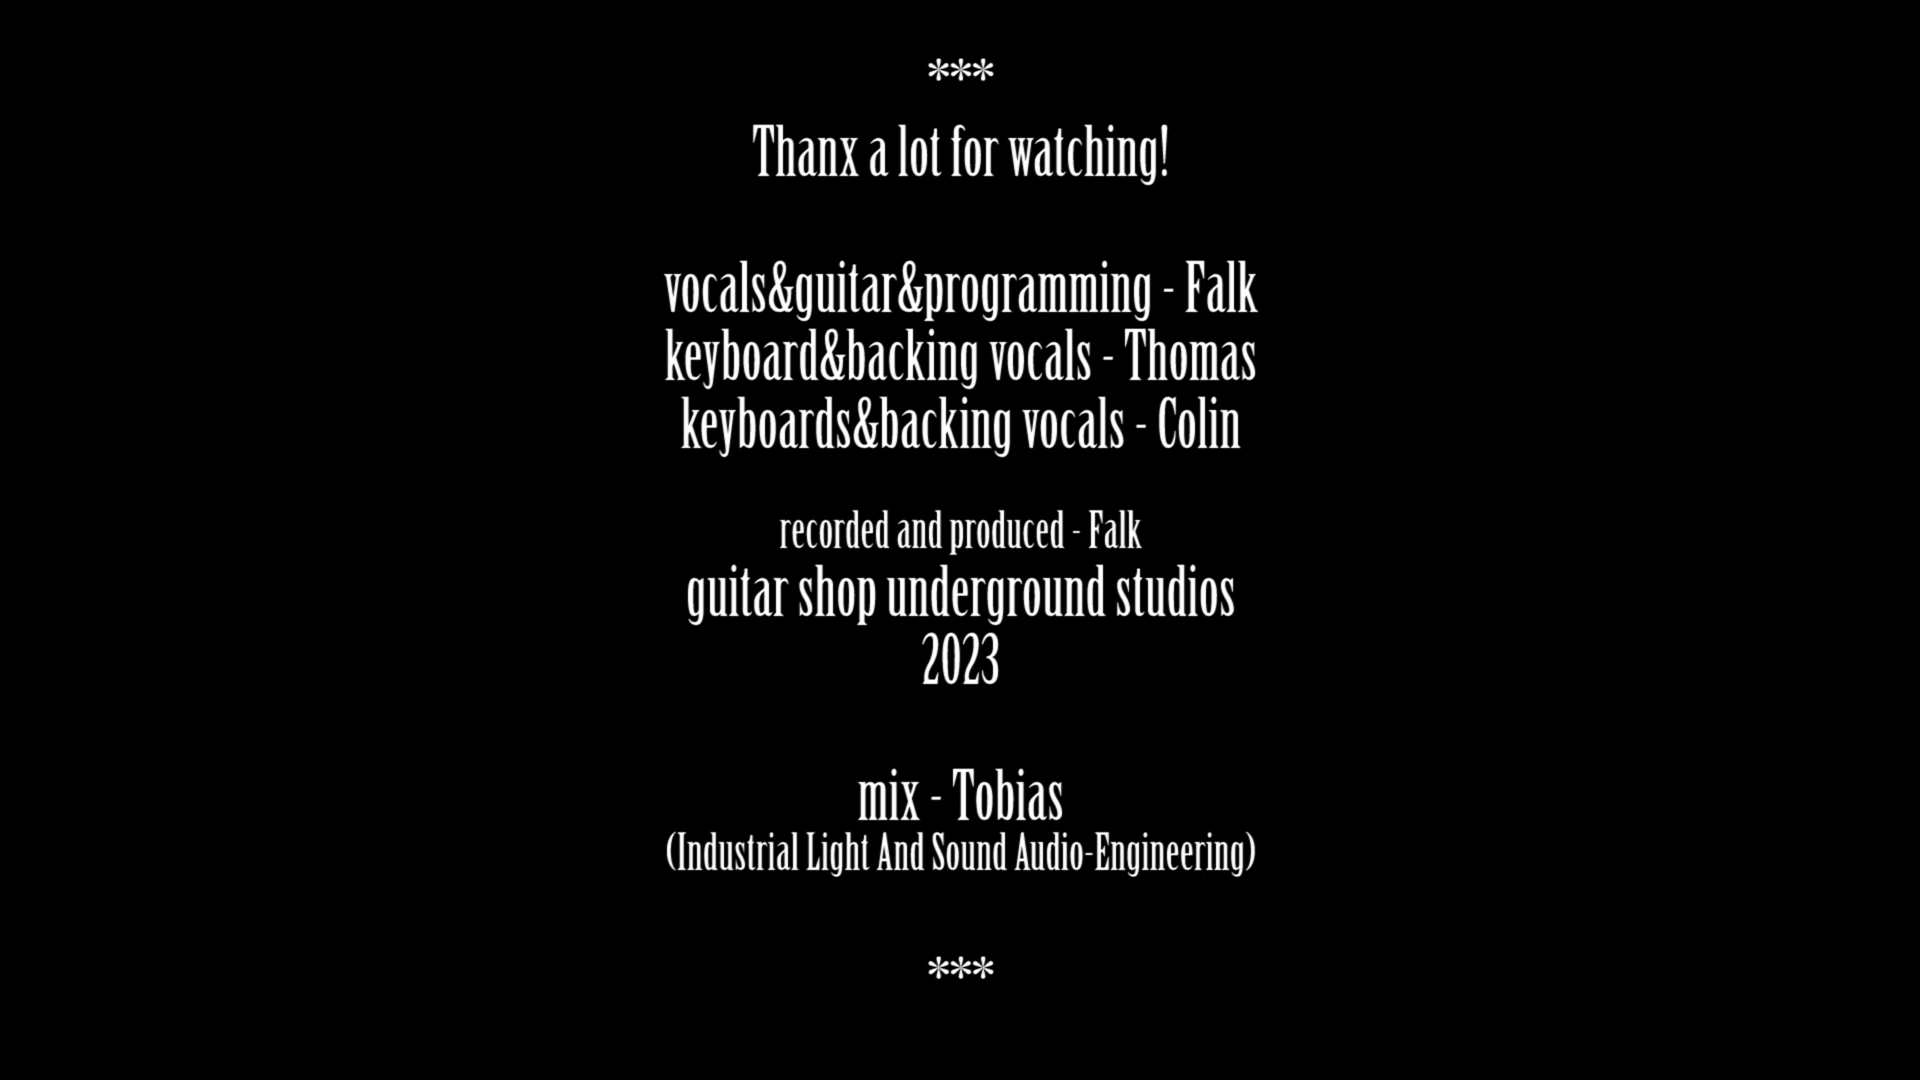 ***
Thanx a lot for watching!
vocals&guitar&programming - Falk
keyboard&backing vocals - Thomas
keyboards&backing vocals - Colin
recorded and produced - Falk
guitar shop underground studios
2023
mix - Tobias
(Industrial Light And Sound Audio-Engineering)
***